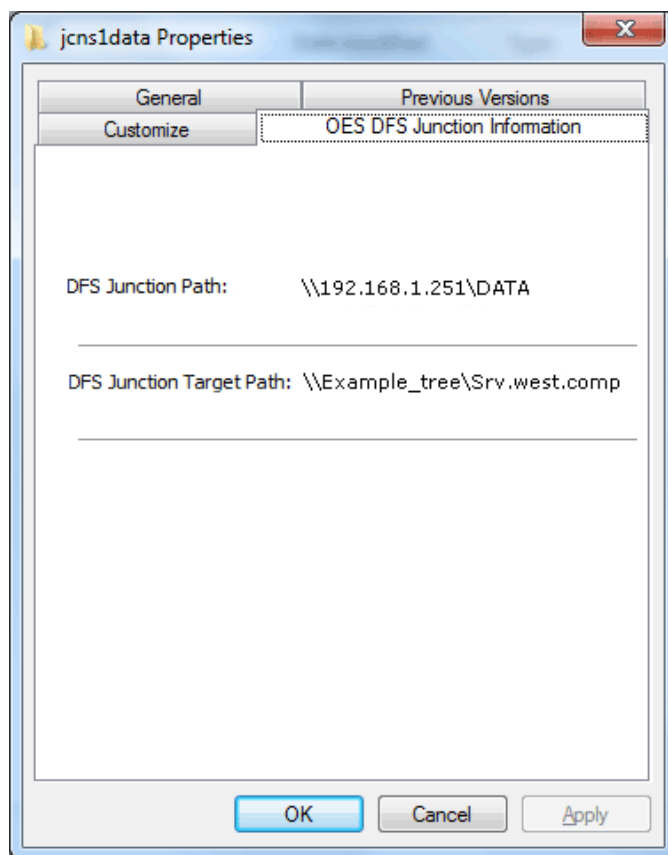 jcns1data Properties
General Previous Versions
Customize OES DFS Junction Information
DFS Junction Path: \\192.168.1.251\DATA
DFS Junction Target Path: \\Example_tree\Srv.west.comp
OK Cancel Apply